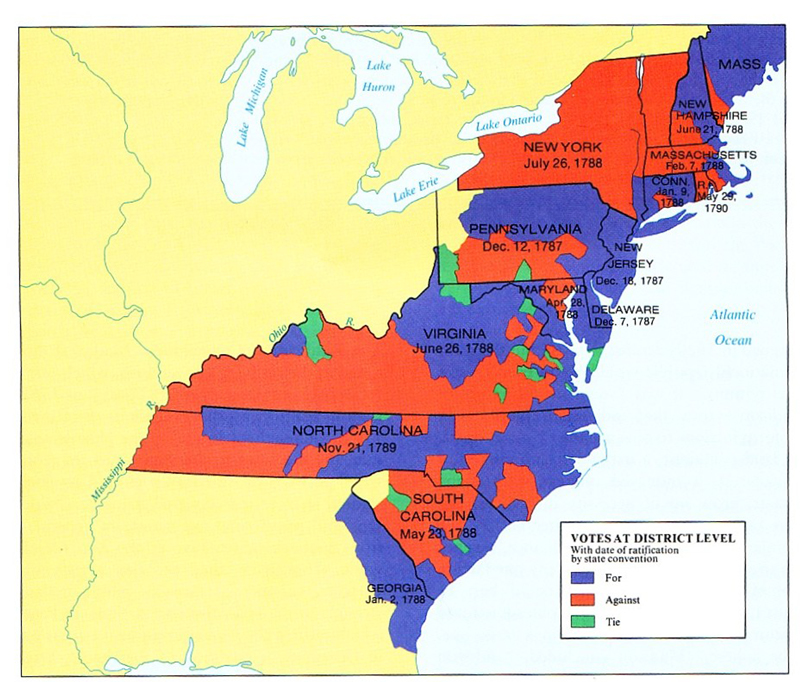 MASS.
Lake
Huron
Lake Michigan
Lake Ontario
Lake Erie
NEW
HAMPSHIRE
June 21, 1788
NEW YORK
July 26, 1788
MASSACHUSETTS
Feb. 7, 1788
CONN.
Jan. 9,
1788
R.I.
May 29,
1790
PENNSYLVANIA
Dec. 12, 1787
NEW
JERSEY
Dec. 18, 1787
MARYLAND
Apr. 28,
1788
DELAWARE
Dec. 7, 1787
Atlantic
Ocean
Ohio R.
VIRGINIA
June 26, 1788
NORTH CAROLINA
Nov. 21, 1789
Mississippi R.
SOUTH
CAROLINA
May 23, 1788
GEORGIA
Jan. 2, 1788
VOTES AT DISTRICT LEVEL
With date of ratification
by state convention
For
Against
Tie